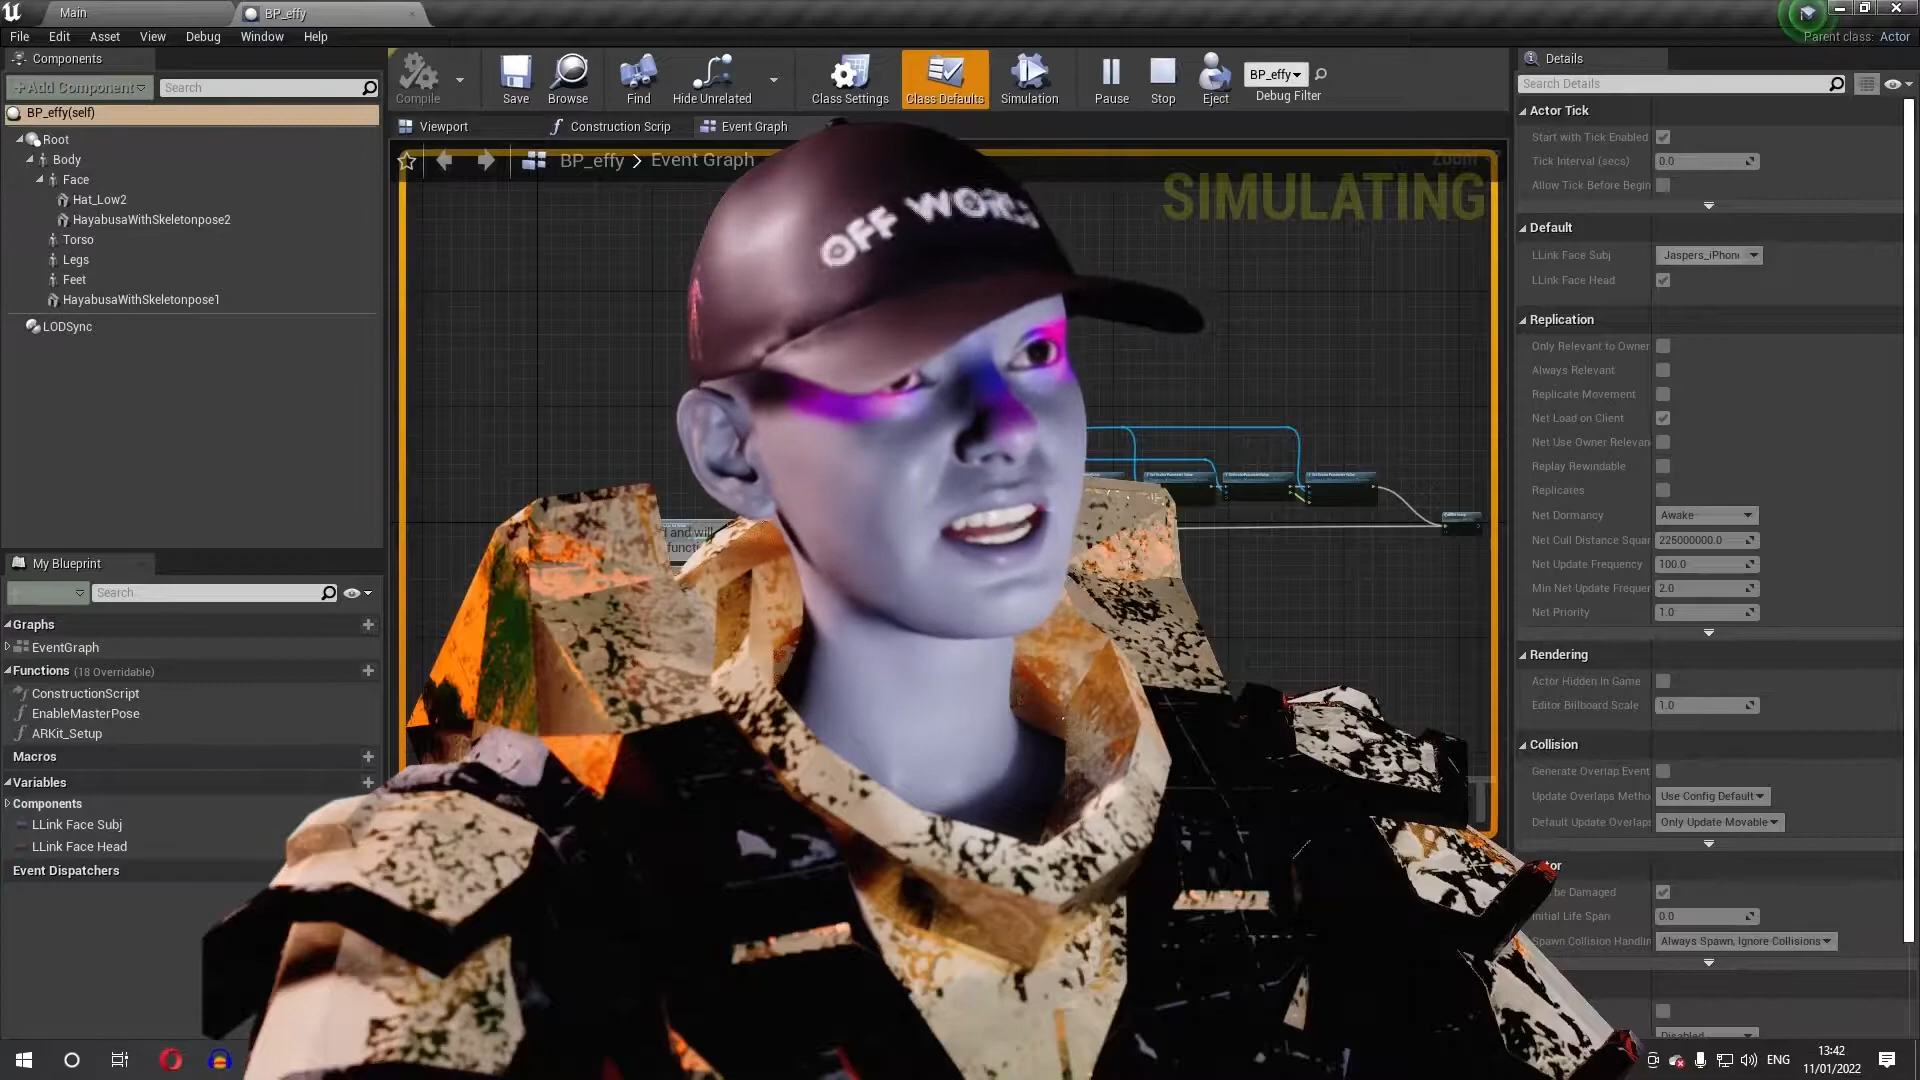 Main
BP_effy
File Edit Asset View Debug Window Help
Parent class: Actor
Components
+Add Component
Search
BP_effy(self)
Root
Body
Face
Hat_Low2
HayabusaWithSkeletonpose2
Torso
Legs
Feet
HayabusaWithSkeletonpose1
LODSync
Compile
Save
Browse
Find
Hide Unrelated
Class Settings
Class Defaults
Simulation
Pause
Stop
Eject
BP_effy
Debug Filter
Viewport
Construction Scrip
Event Graph
BP_effy > Event Graph
Zoom
SIMULATING
OFF WORLD
I and will
functi
My Blueprint
Search
Graphs
EventGraph
Functions (18 Overridable)
ConstructionScript
EnableMasterPose
ARKit_Setup
Macros
Variables
Components
LLink Face Subj
LLink Face Head
Event Dispatchers
Details
Search Details
Actor Tick
Start with Tick Enabled
Tick Interval (secs) 0.0
Allow Tick Before Begin
Default
LLink Face Subj Jaspers_iPhon
LLink Face Head
Replication
Only Relevant to Owner
Always Relevant
Replicate Movement
Net Load on Client
Net Use Owner Relevan
Replay Rewindable
Replicates
Net Dormancy Awake
Net Cull Distance Squar 225000000.0
Net Update Frequency 100.0
Min Net Update Frequer 2.0
Net Priority 1.0
Rendering
Actor Hidden In Game
Editor Billboard Scale 1.0
Collision
Generate Overlap Event
Update Overlaps Metho Use Config Default
Default Update Overlaps Only Update Movable
tor
be Damaged
Initial Life Span 0.0
Spawn Collision Handlin Always Spawn, Ignore Collisions
Disabled
ENG
13:42
11/01/2022